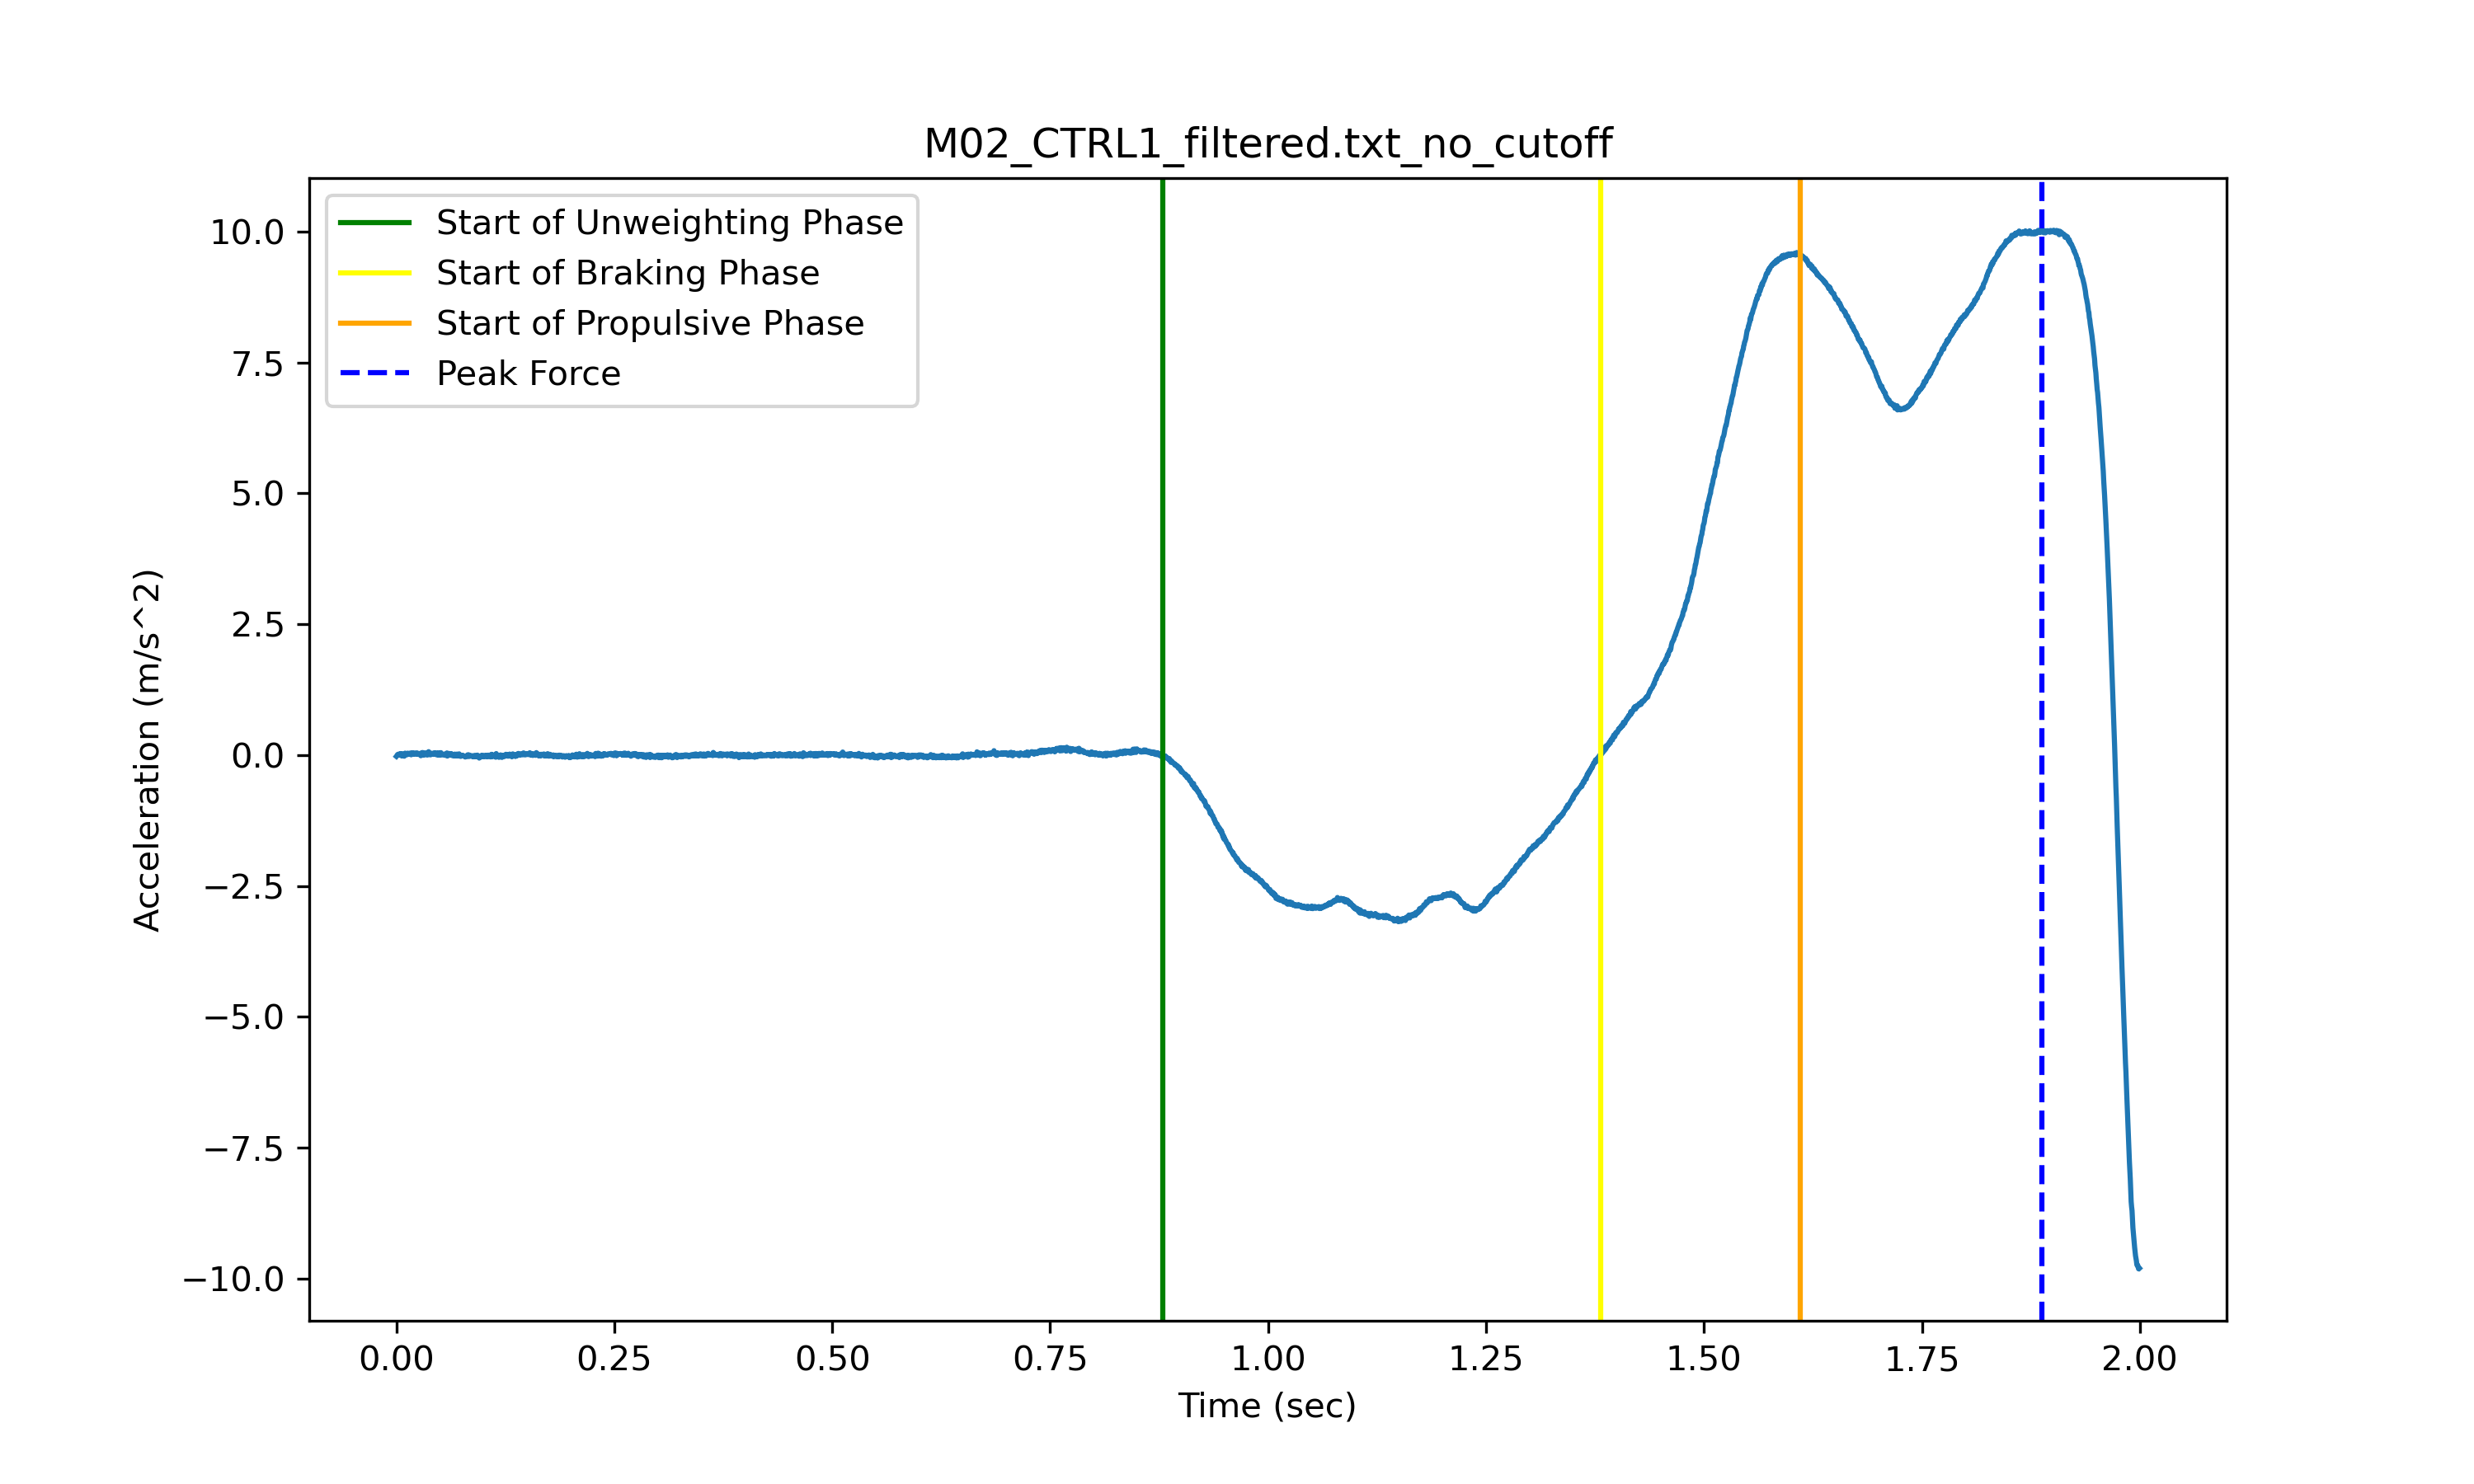 M02_CTRL1_filtered.txt_no_cutoff
Start of Unweighting Phase
Start of Braking Phase
Start of Propulsive Phase
Peak Force
10.0
7.5
5.0
2.5
0.0
−2.5
−5.0
−7.5
−10.0
Acceleration (m/s^2)
0.00 0.25 0.50 0.75 1.00 1.25 1.50 1.75 2.00
Time (sec)